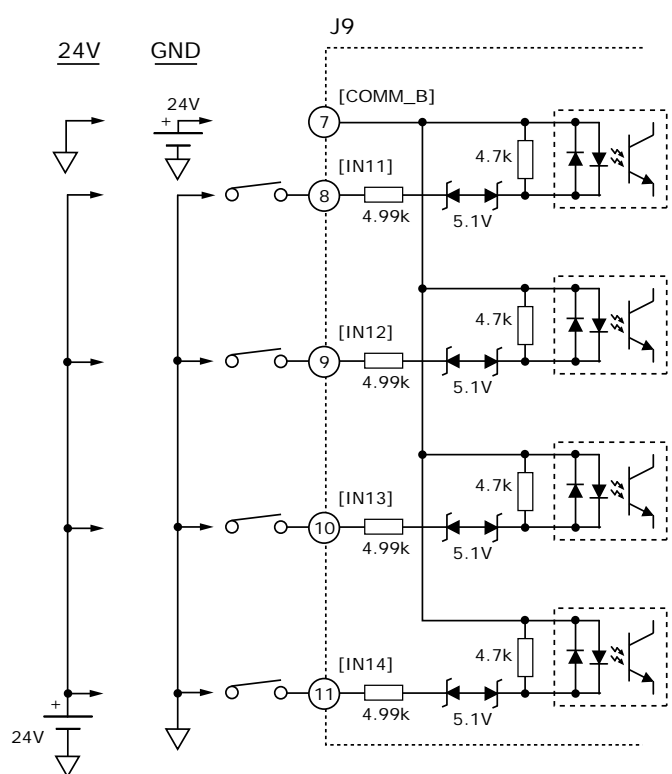 J9
24V
GND
24V
+
[COMM_B]
7
4.7k
[IN11]
8
4.99k
5.1V
4.7k
[IN12]
9
4.99k
5.1V
4.7k
[IN13]
10
4.99k
5.1V
4.7k
[IN14]
11
4.99k
5.1V
+
24V